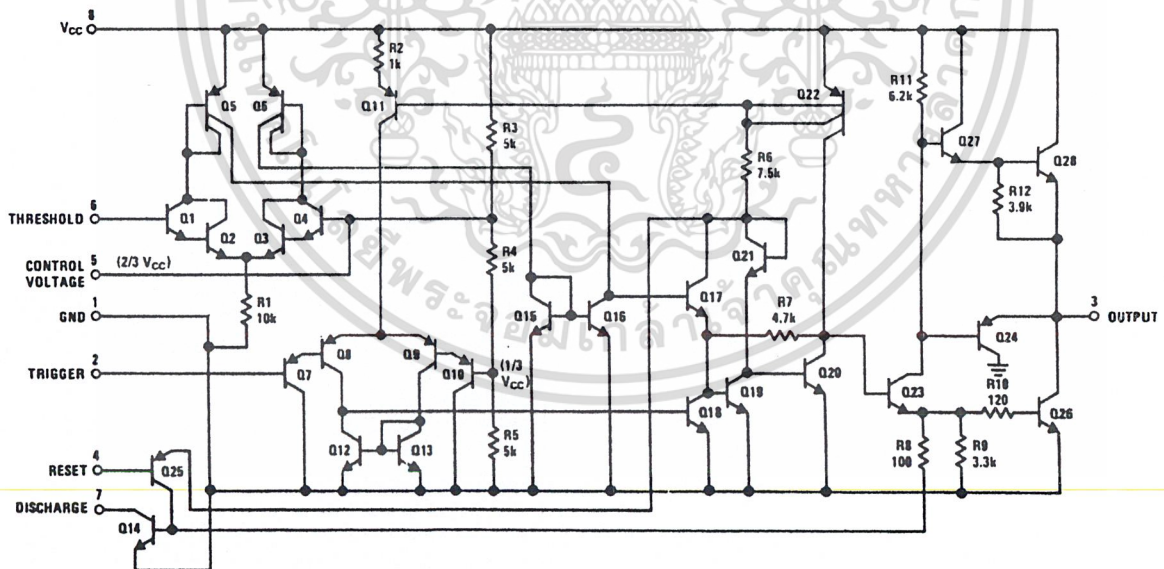 8
VCC
R2
1k
Q5
Q6
Q11
R3
5k
Q22
R11
6.2k
Q27
Q28
R6
7.5k
R12
3.9k
6
THRESHOLD
Q1
Q2
Q3
Q4
5
CONTROL
VOLTAGE
(2/3 VCC)
R4
5k
Q21
1
GND
R1
10k
Q15
Q16
Q17
R7
4.7k
3
OUTPUT
Q24
2
TRIGGER
Q7
Q8
Q9
Q10
(1/3
VCC)
Q18
Q19
Q20
Q23
R10
120
Q26
Q12
Q13
R5
5k
R8
100
R9
3.3k
4
RESET
Q25
7
DISCHARGE
Q14